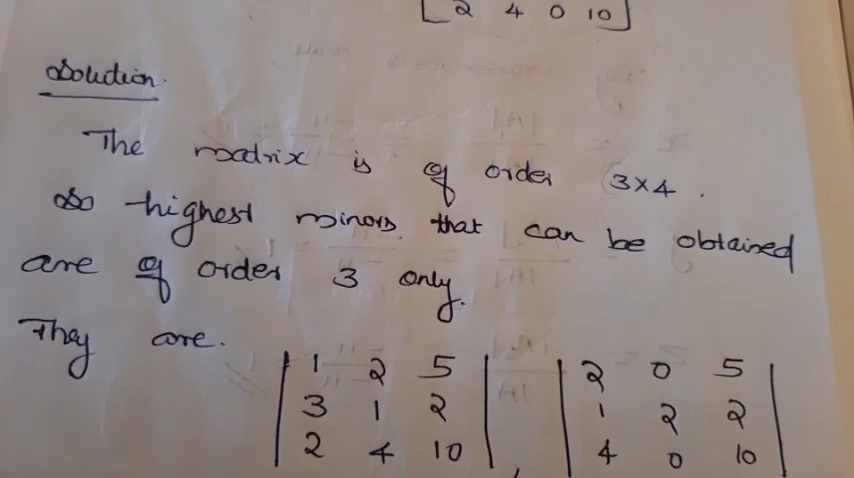 [2 4 0 10]
Solution.
The matrix is of order 3×4.
So highest minors that can be obtained
are of order 3 only.
They are.
| 1 2 5 | | 2 0 5 |
| 3 1 2 | | 1 2 2 |
| 2 4 10 | , | 4 0 10 |